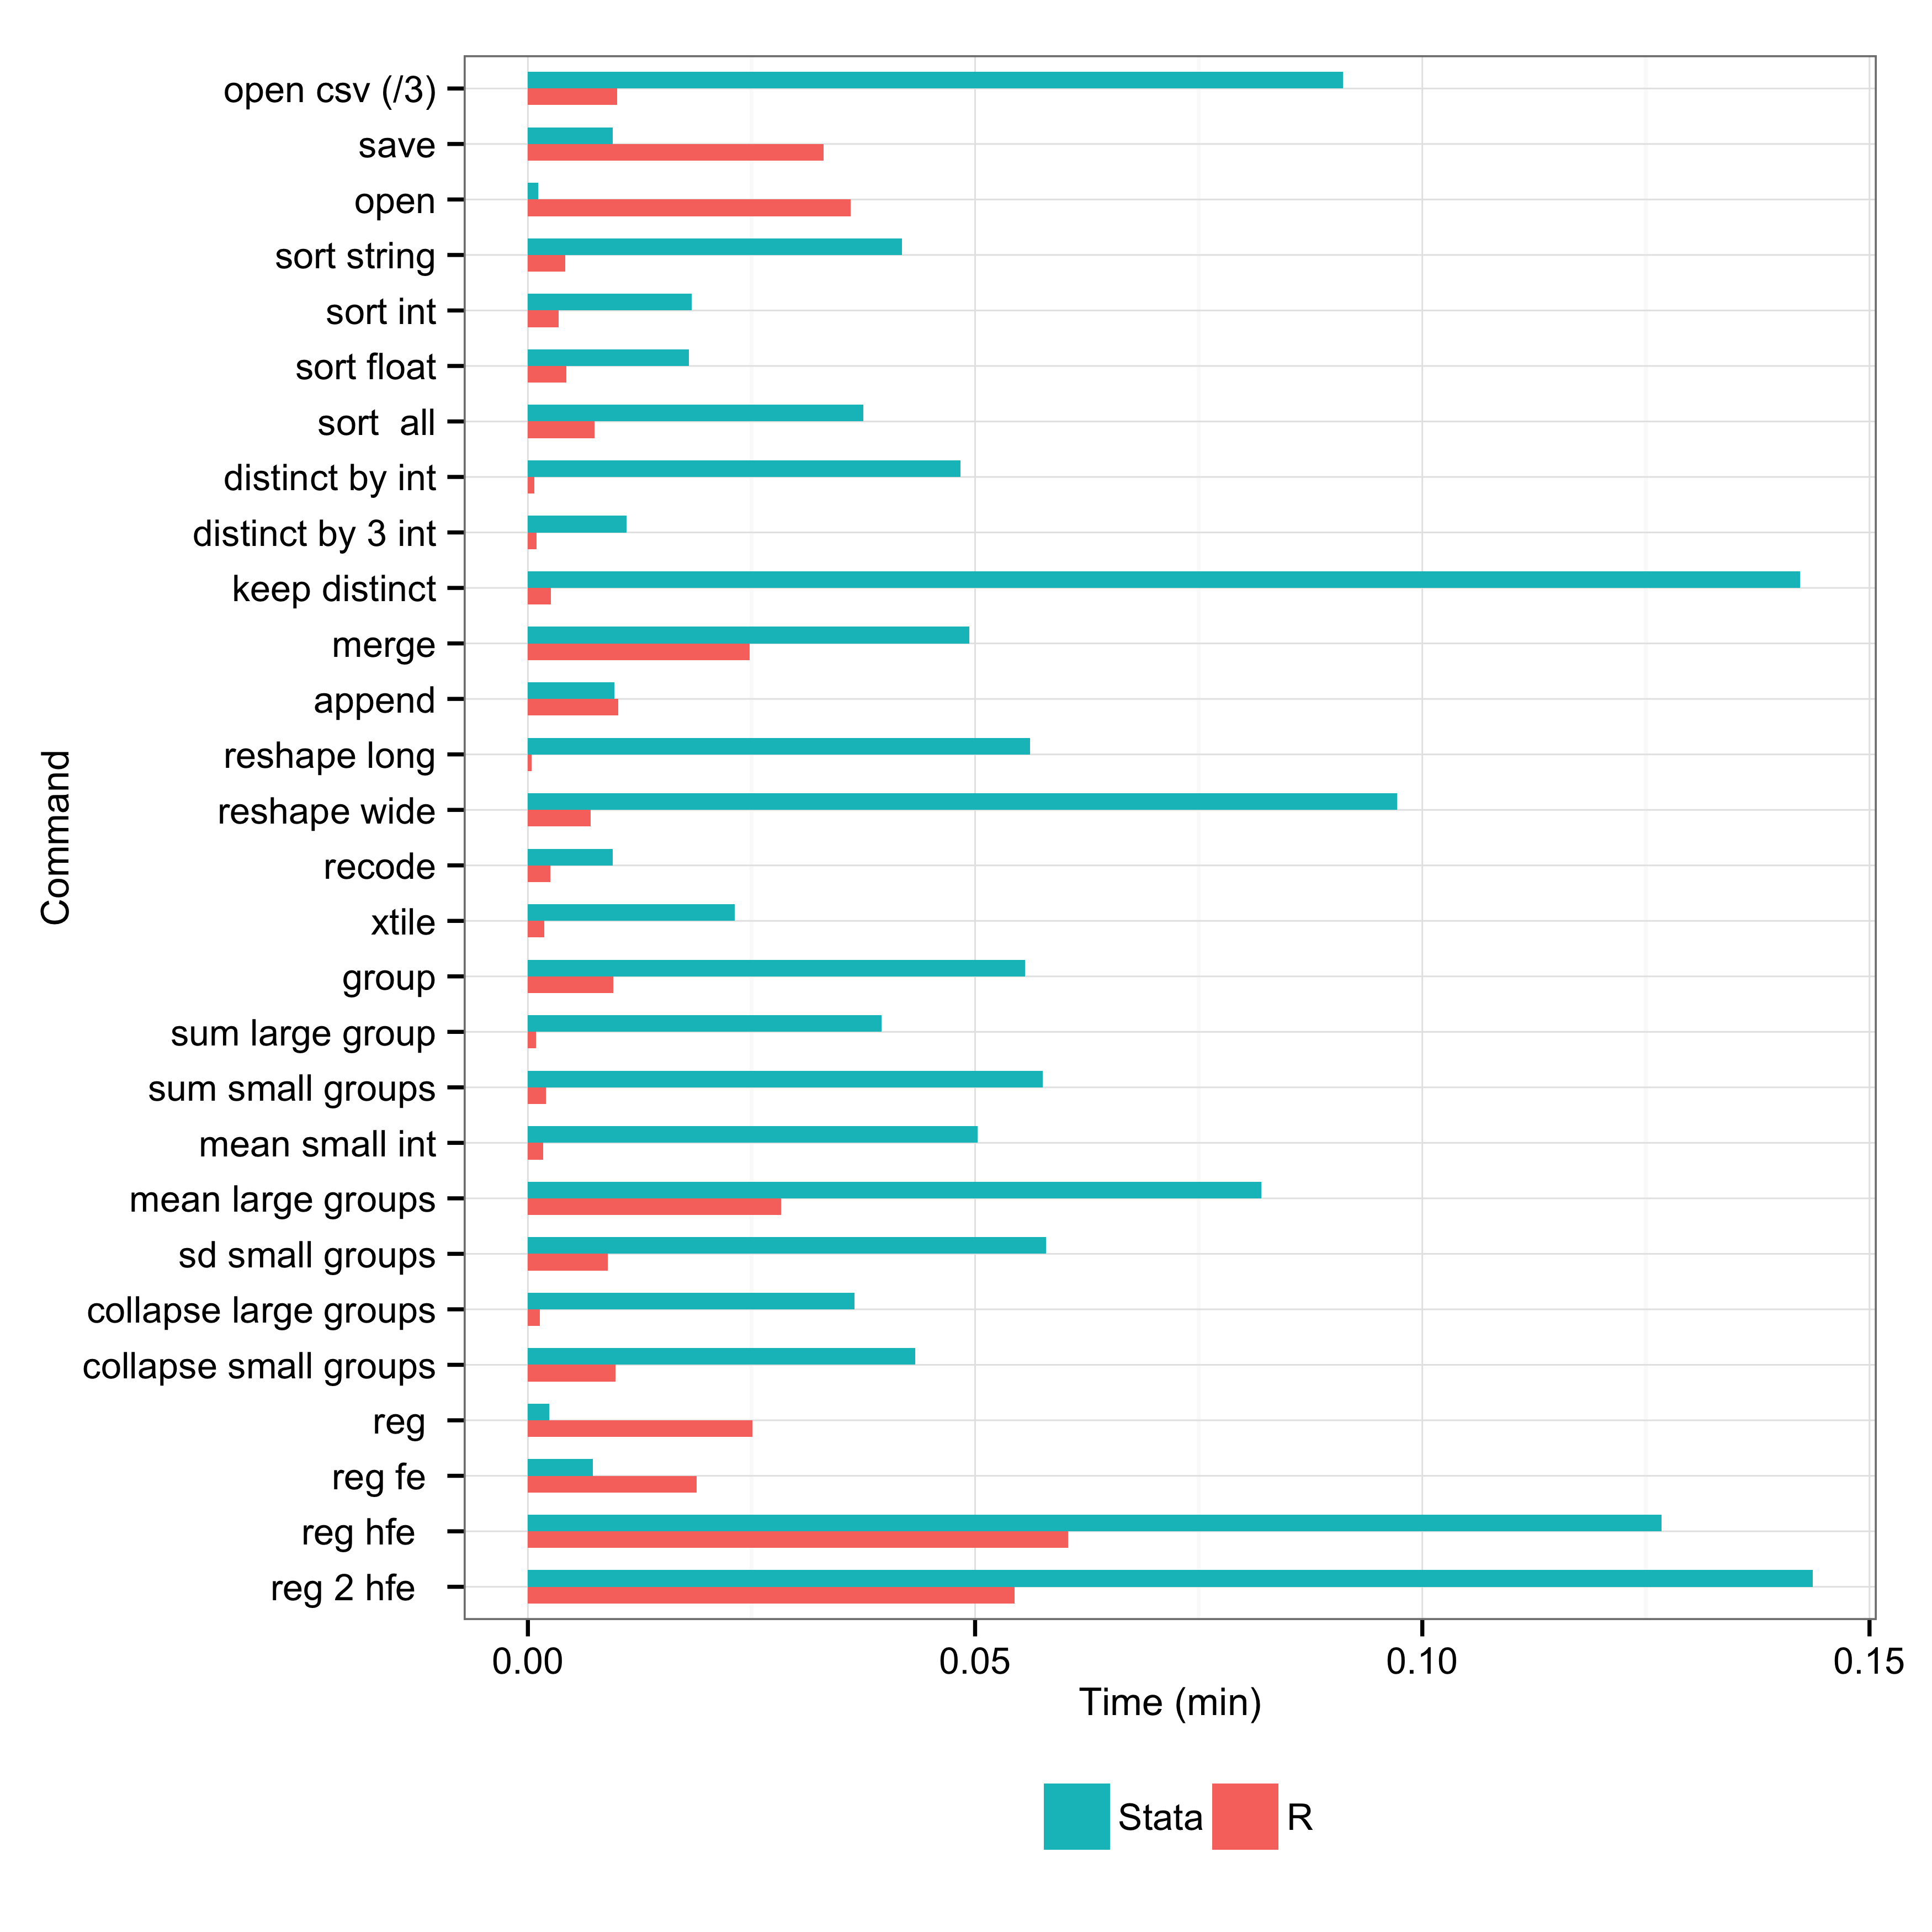 open csv (/3)
save
open
sort string
sort int
sort float
sort  all
distinct by int
distinct by 3 int
keep distinct
merge
append
reshape long
reshape wide
recode
xtile
group
sum large group
sum small groups
mean small int
mean large groups
sd small groups
collapse large groups
collapse small groups
reg
reg fe
reg hfe
reg 2 hfe
Command
0.00 0.05 0.10 0.15
Time (min)
Stata R